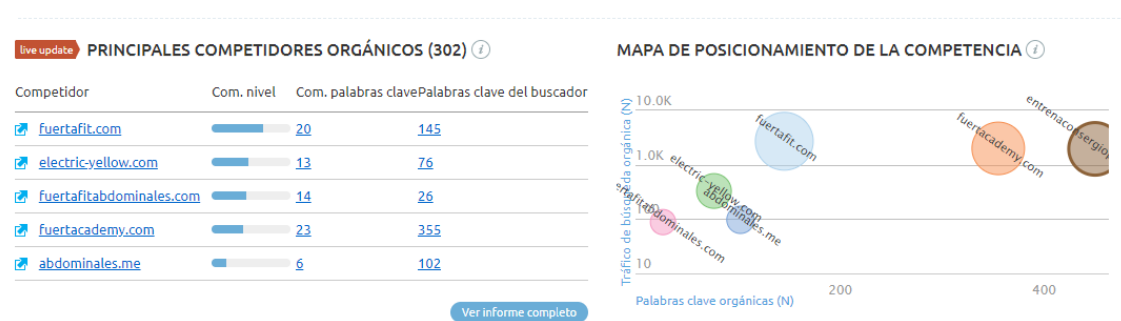 live update PRINCIPALES COMPETIDORES ORGÁNICOS (302) i
Competidor Com. nivel Com. palabras clavePalabras clave del buscador
fuertafit.com 20 145
electric-yellow.com 13 76
fuertafitabdominales.com 14 26
fuertacademy.com 23 355
abdominales.me 6 102
Ver informe completo
MAPA DE POSICIONAMIENTO DE LA COMPETENCIA i
Tráfico de búsqueda orgánica (N)
10.0K
1.0K
10
fuertafit.com
fuertacademy.com
electric-yellow.com
abdominales.me
200
400
Palabras clave orgánicas (N)